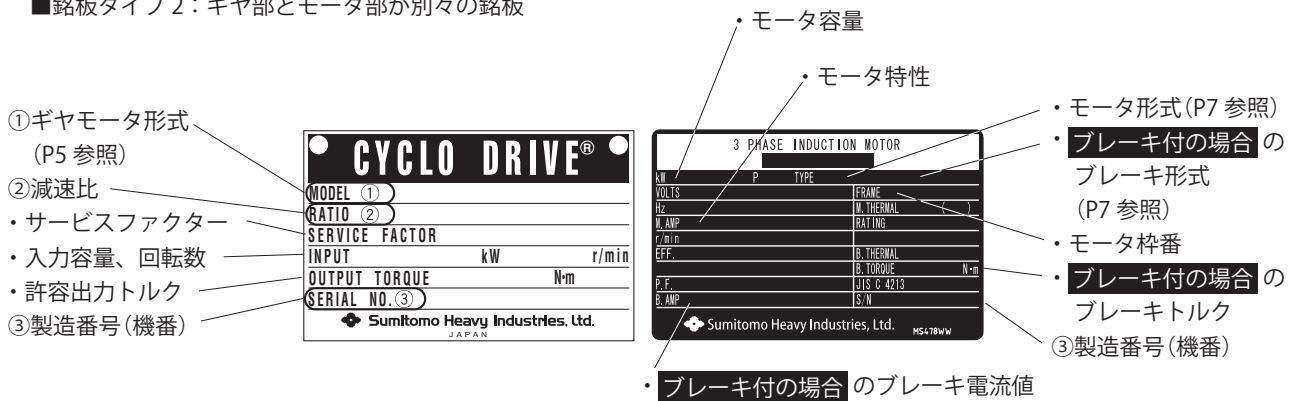 ■銘板タイプ 2：ギヤ部とモータ部が別々の銘板
・モータ容量
・モータ特性
①ギヤモータ形式
(P5 参照)
②減速比
・サービスファクター
・入力容量、回転数
・許容出力トルク
③製造番号(機番)
CYCLO DRIVE®
MODEL ①
RATIO ②
SERVICE FACTOR
INPUT kW r/min
OUTPUT TORQUE N·m
SERIAL NO.③
Sumitomo Heavy Industries, Ltd.
JAPAN
3 PHASE INDUCTION MOTOR
kW P TYPE
VOLTS FRAME
Hz M. THERMAL ( )
M. AMP RATING
r/min
EFF. B. THERMAL
B. TORQUE N·m
P.F. JIS C 4213
B. AMP S/N
Sumitomo Heavy Industries, Ltd. MS478WW
・モータ形式(P7 参照)
・ブレーキ付の場合 の
ブレーキ形式
(P7 参照)
・モータ枠番
・ブレーキ付の場合 の
ブレーキトルク
③製造番号(機番)
・ブレーキ付の場合 のブレーキ電流値